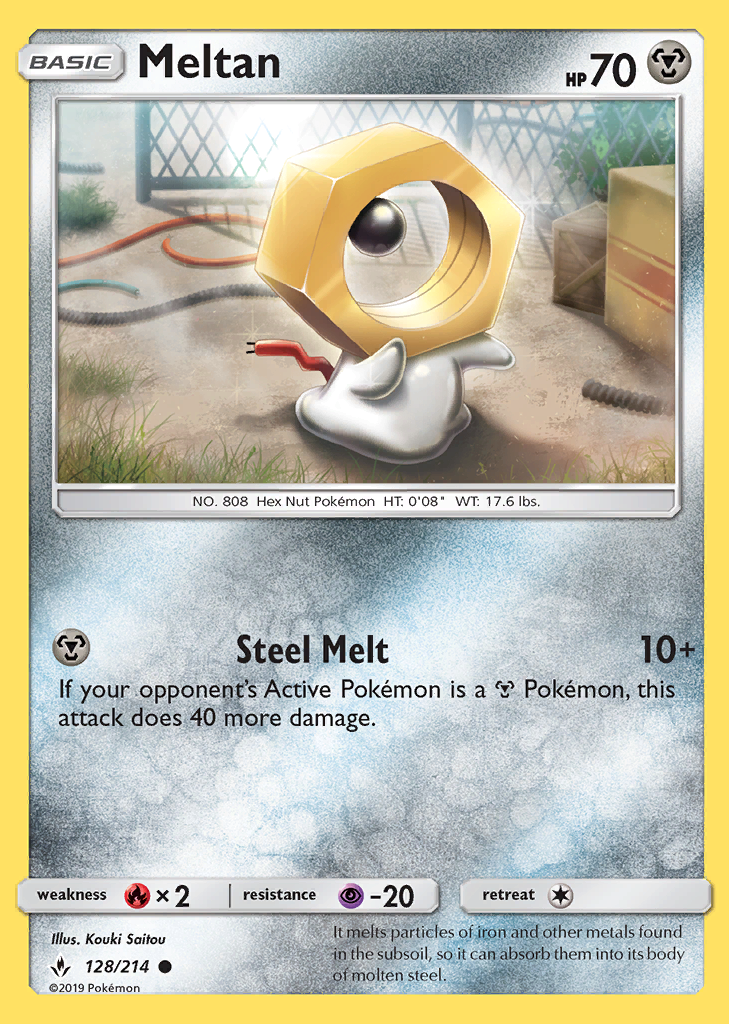 BASIC Meltan HP 70
NO. 808 Hex Nut Pokémon HT: 0'08" WT: 17.6 lbs.
Steel Melt 10+
If your opponent's Active Pokémon is a Pokémon, this
attack does 40 more damage.
weakness ×2 resistance -20 retreat
Illus. Kouki Saitou
128/214
©2019 Pokémon
It melts particles of iron and other metals found
in the subsoil, so it can absorb them into its body
of molten steel.